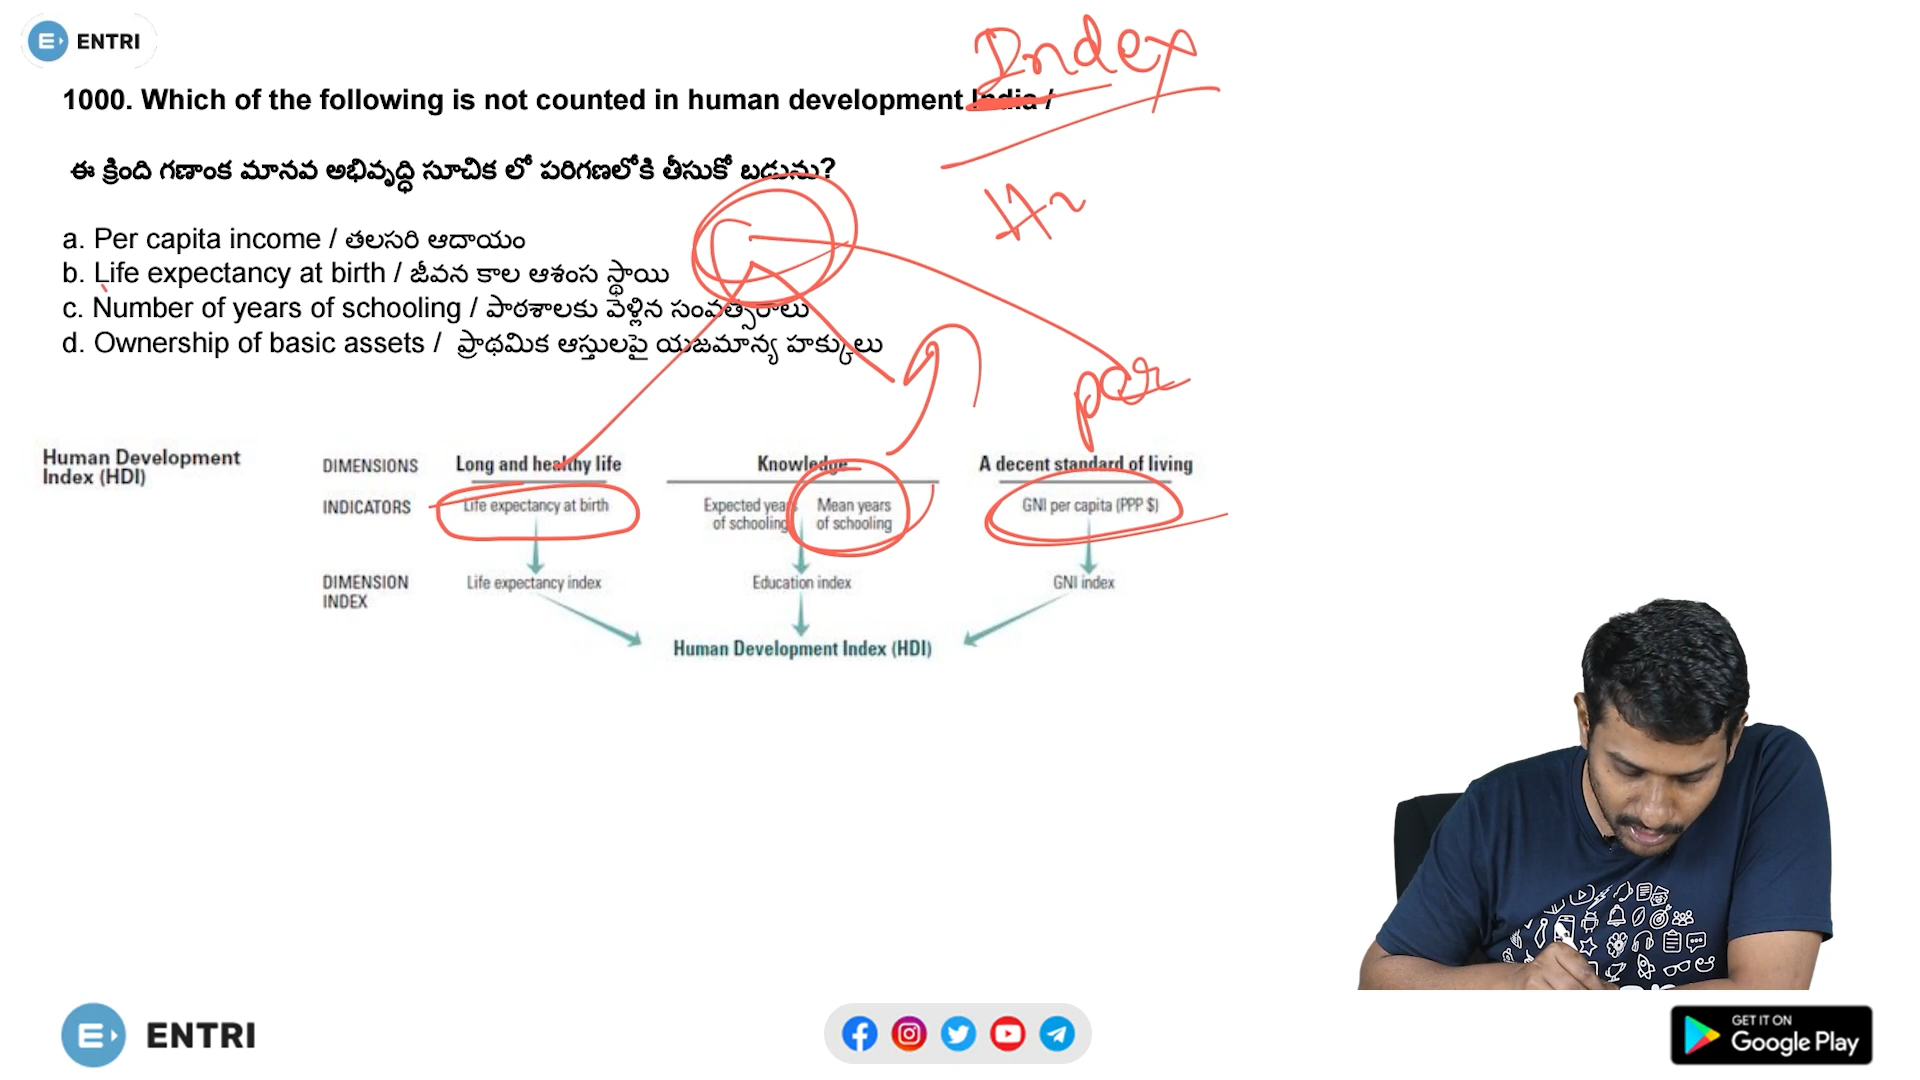 ENTRI
Index
1000. Which of the following is not counted in human development India /
ఈ క్రింది గణాంక మానవ అభివృద్ధి సూచిక లో పరిగణలోకి తీసుకో బడును?
a. Per capita income / తలసరి ఆదాయం
b. Life expectancy at birth / జీవన కాల ఆశంస స్థాయి
c. Number of years of schooling / పాఠశాలకు వెళ్లిన సంవత్సరాలు
d. Ownership of basic assets / ప్రాథమిక ఆస్తులపై యజమాన్య హక్కులు
Human Development
Index (HDI)
DIMENSIONS Long and healthy life Knowledge A decent standard of living
INDICATORS Life expectancy at birth Expected years of schooling Mean years of schooling GNI per capita (PPP $)
DIMENSION INDEX Life expectancy index Education index GNI index
Human Development Index (HDI)
ENTRI
GET IT ON
Google Play